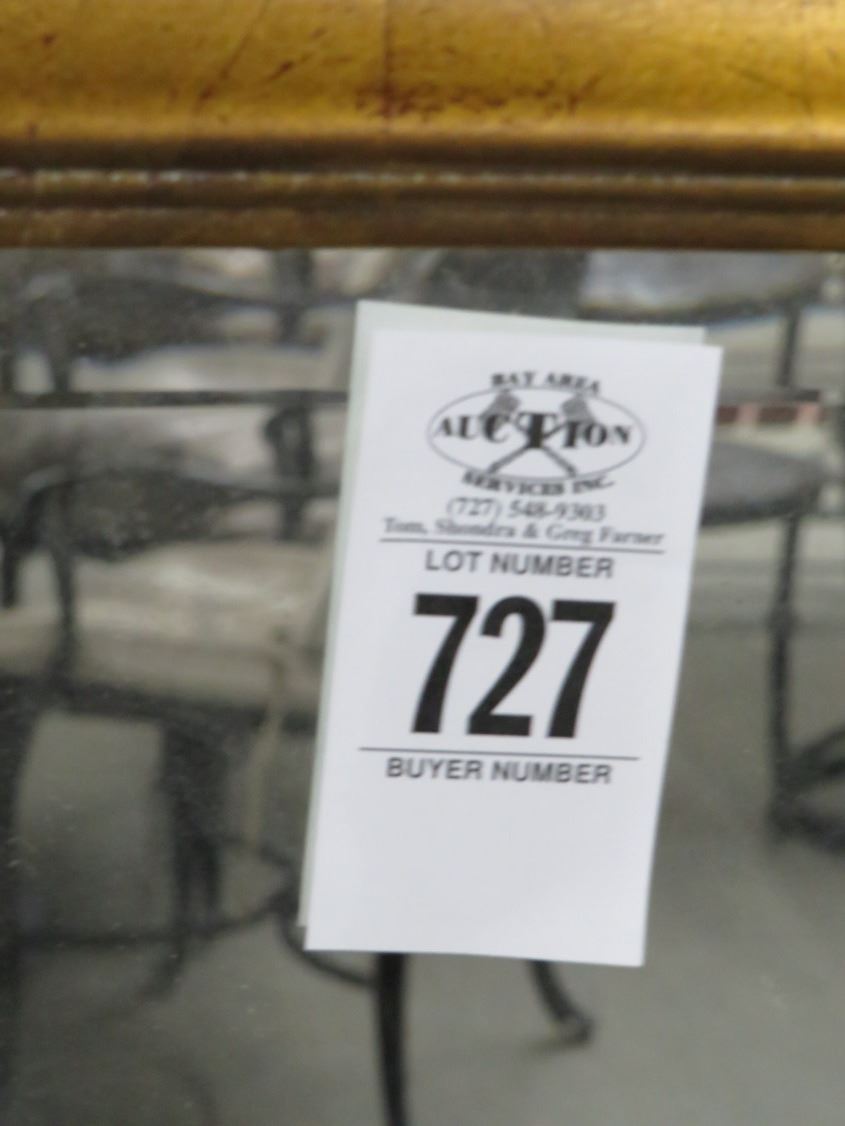 BAY AREA
AUCTION
SERVICES INC.
(727) 548-9303
Tom, Shondra & Greg Farner
LOT NUMBER
727
BUYER NUMBER